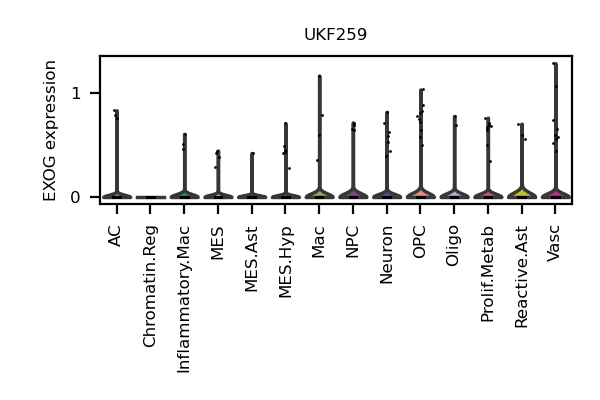 UKF259
EXOG expression
1
0
AC
Chromatin.Reg
Inflammatory.Mac
MES
MES.Ast
MES.Hyp
Mac
NPC
Neuron
OPC
Oligo
Prolif.Metab
Reactive.Ast
Vasc